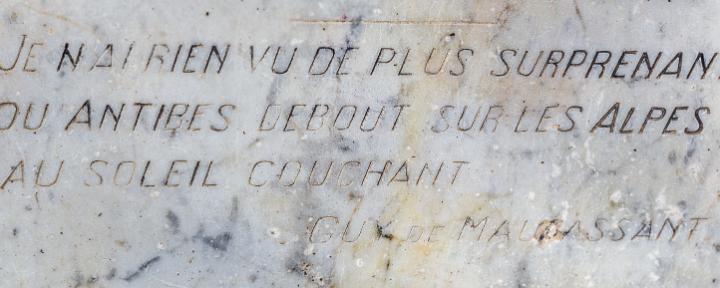 JE N'AI RIEN VU DE PLUS SURPRENAN
OU ANTIBES DEBOUT SUR LES ALPES
AU SOLEIL COUCHANT
GUY DE MAUPASSANT